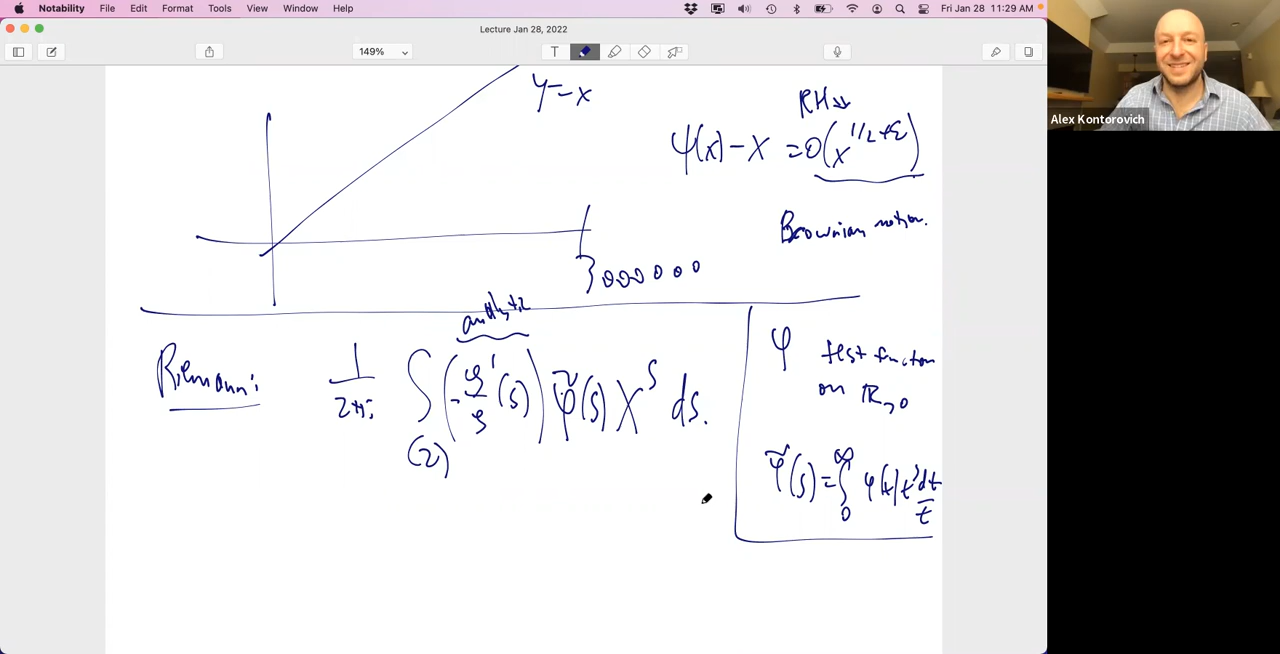 Notability File Edit Format Tools View Window Help Fri Jan 28 11:29 AM
Lecture Jan 28, 2022
149% T
Alex Kontorovich
y=x
RH
ψ(x)-x =O(x^{1/2+ε})
Brownian motion.
3000000
analytic
Riemann:
1/2πi ∫_(2) (-ζ'/ζ(s)) φ̃(s) X^s ds.
φ test function
on ℝ>0
φ̃(s)=∫_0^∞ φ(t)t^s dt/t